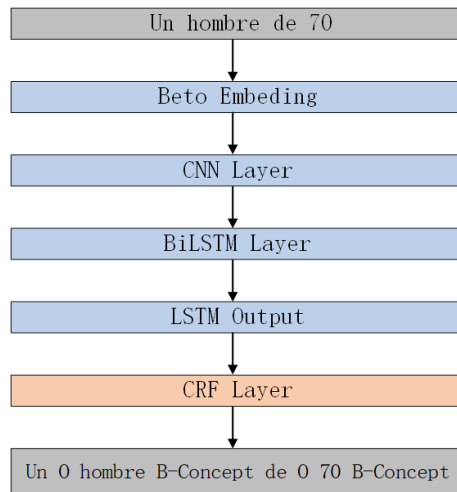 Un hombre de 70
Beto Embeding
CNN Layer
BiLSTM Layer
LSTM Output
CRF Layer
Un O hombre B-Concept de O 70 B-Concept